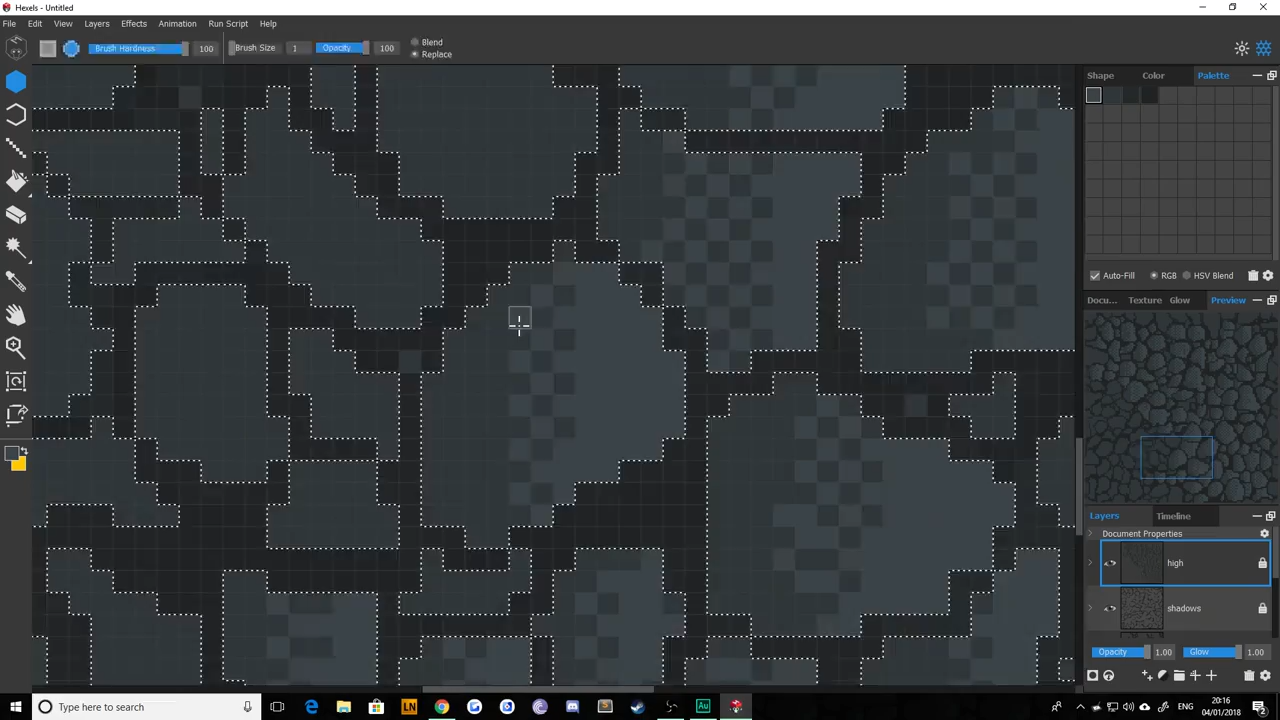 Hexels - Untitled
File Edit View Layers Effects Animation Run Script Help
Brush Hardness 100 Brush Size 1 Opacity 100 Blend
Replace
Shape Color Palette
Auto-Fill RGB HSV Blend
Docu... Texture Glow Preview
Layers Timeline
Document Properties
high
shadows
Opacity 1.00 Glow 1.00
Type here to search
LN
Au
ENG
20:16
04/01/2018